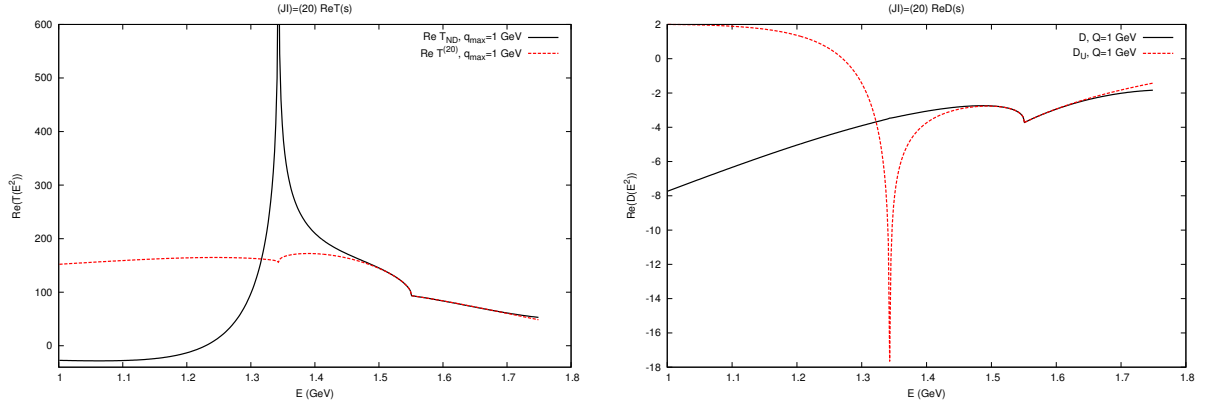 (JI)=(20) ReT(s)
Re T_ND, q_max=1 GeV
Re T^(20), q_max=1 GeV
Re(T(E^2))
600
500
400
300
200
100
0
1 1.1 1.2 1.3 1.4 1.5 1.6 1.7 1.8
E (GeV)
(JI)=(20) ReD(s)
D, Q=1 GeV
D_U, Q=1 GeV
Re(D(E^2))
2
0
-2
-4
-6
-8
-10
-12
-14
-16
-18
1 1.1 1.2 1.3 1.4 1.5 1.6 1.7 1.8
E (GeV)